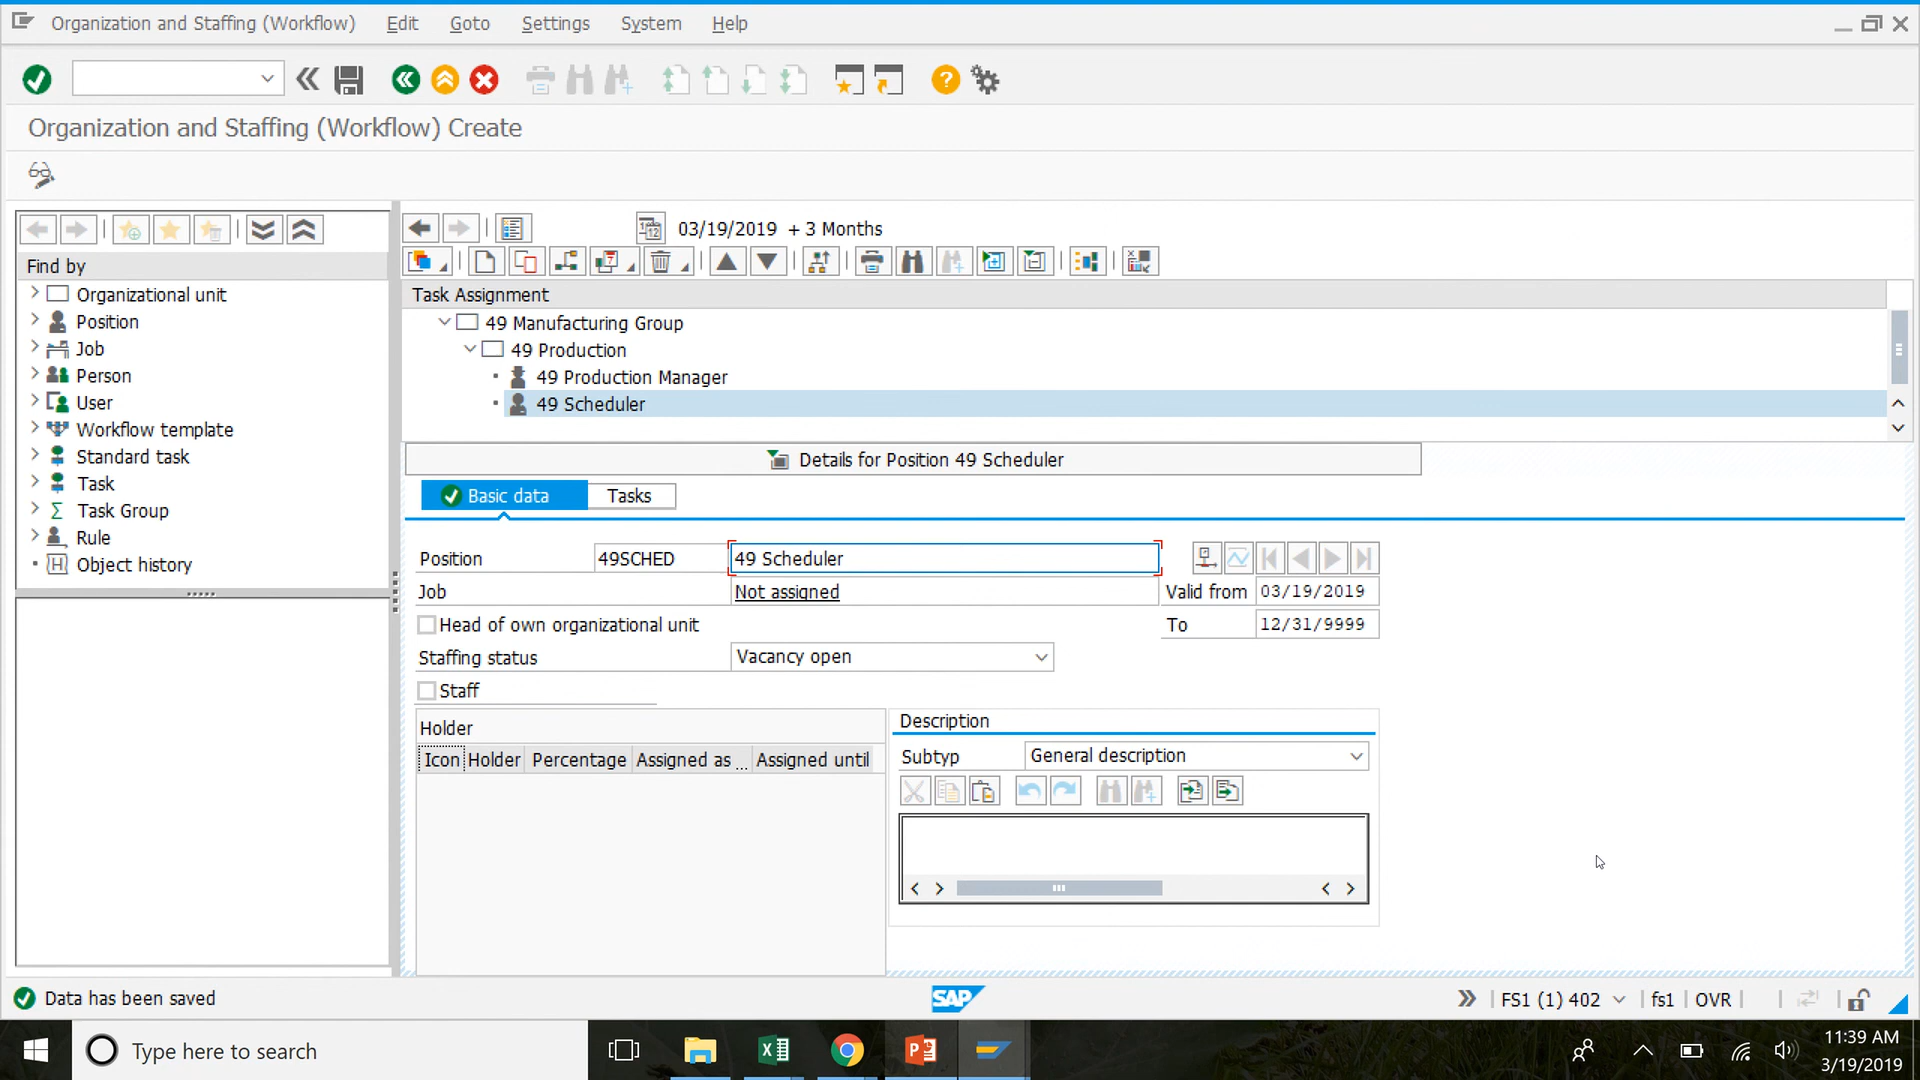 Organization and Staffing (Workflow) Edit Goto Settings System Help
Organization and Staffing (Workflow) Create
03/19/2019 + 3 Months
Find by
Organizational unit
Position
Job
Person
User
Workflow template
Standard task
Task
Task Group
Rule
Object history
Task Assignment
49 Manufacturing Group
49 Production
49 Production Manager
49 Scheduler
Details for Position 49 Scheduler
Basic data Tasks
Position 49SCHED 49 Scheduler
Job Not assigned Valid from 03/19/2019
Head of own organizational unit To 12/31/9999
Staffing status Vacancy open
Staff
Holder
Icon Holder Percentage Assigned as ... Assigned until
Description
Subtyp General description
Data has been saved SAP FS1 (1) 402 fs1 OVR
Type here to search
11:39 AM
3/19/2019